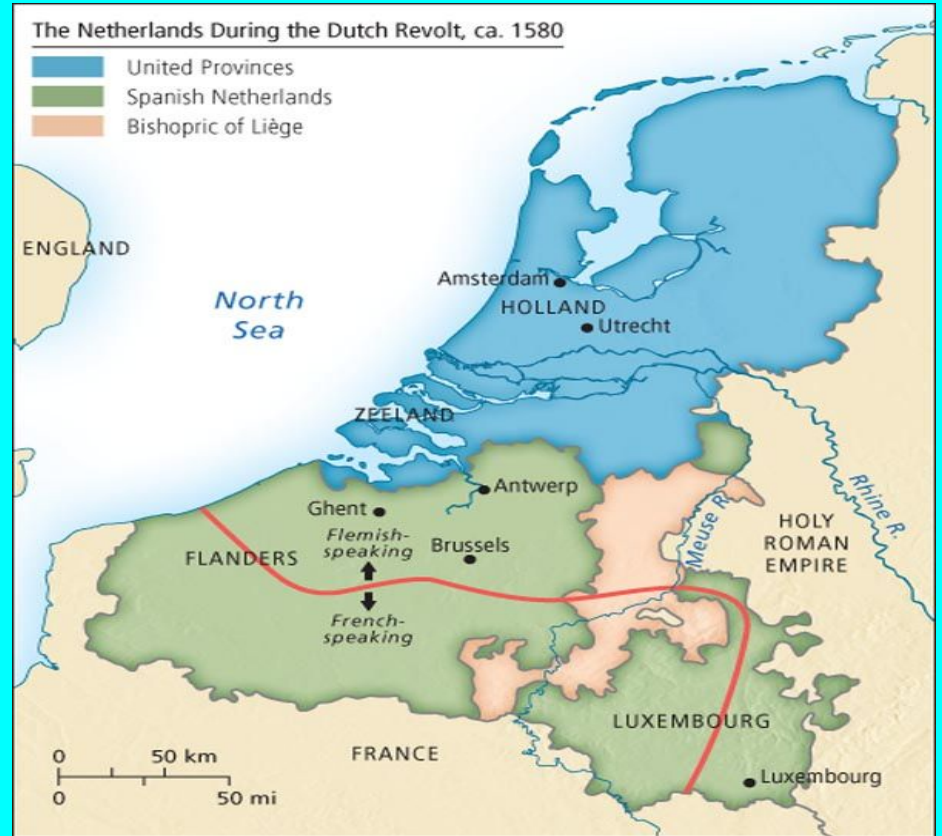 The Netherlands During the Dutch Revolt, ca. 1580
United Provinces
Spanish Netherlands
Bishopric of Liège
ENGLAND
North
Sea
Amsterdam
HOLLAND
Utrecht
ZEELAND
Antwerp
Ghent
Flemish-
speaking
FLANDERS
Brussels
French-
speaking
Meuse R.
Rhine R.
HOLY
ROMAN
EMPIRE
LUXEMBOURG
FRANCE
Luxembourg
0 50 km
0 50 mi